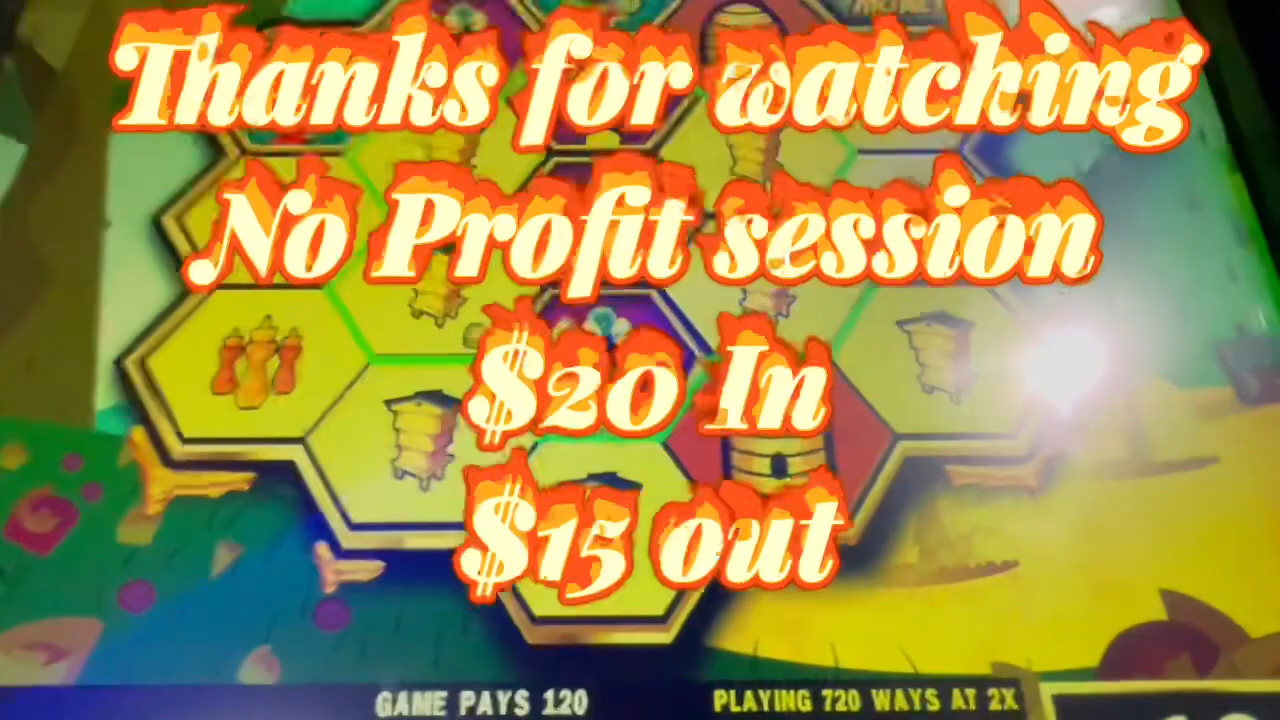 Thanks for watching
No Profit session
$20 In
$15 out
GAME PAYS 120
PLAYING 720 WAYS AT 2X